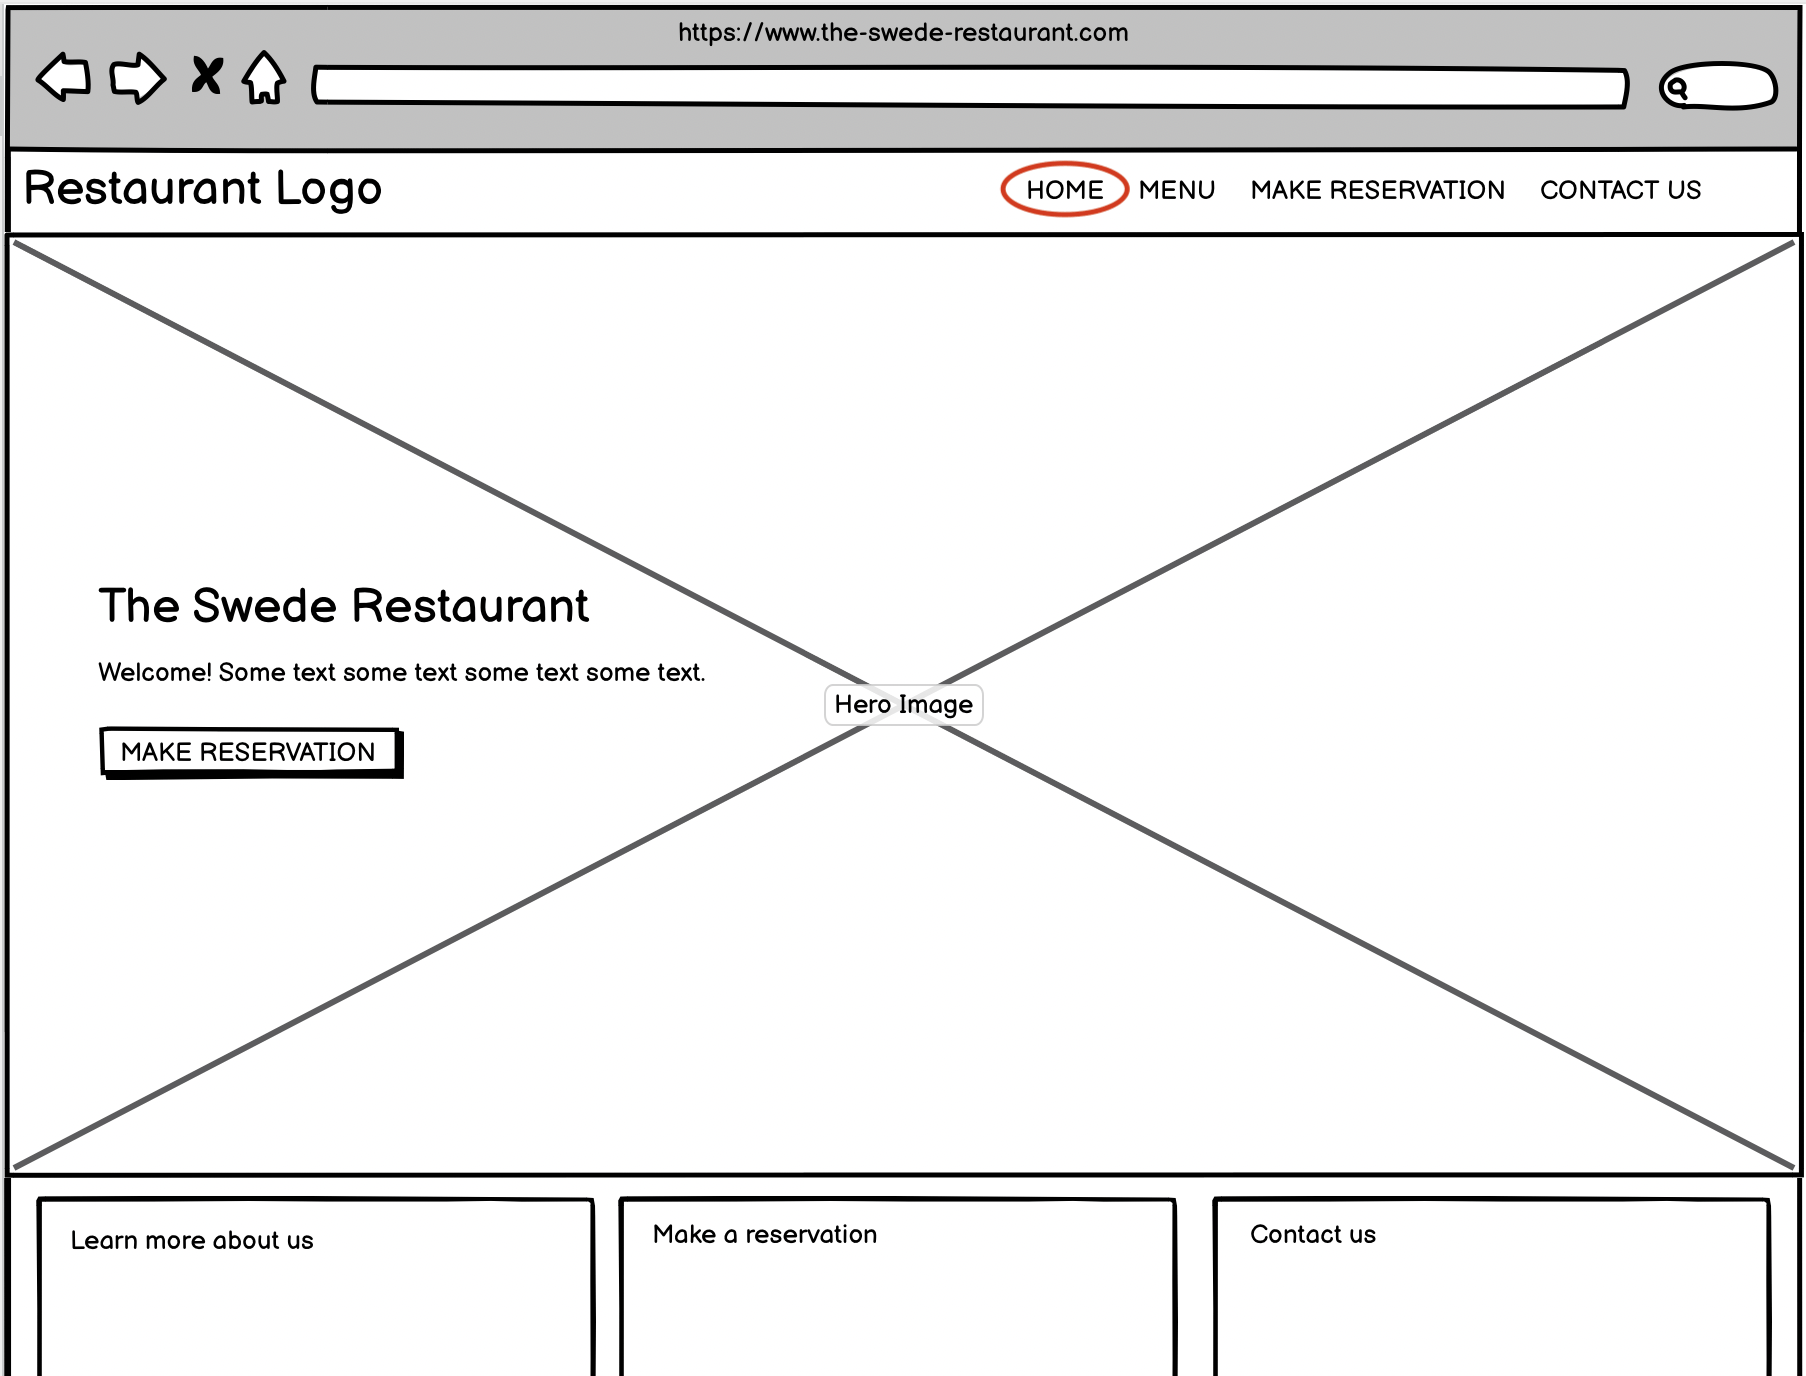 https://www.the-swede-restaurant.com
Restaurant Logo
HOME MENU MAKE RESERVATION CONTACT US
The Swede Restaurant
Welcome! Some text some text some text some text.
Hero Image
MAKE RESERVATION
Learn more about us
Make a reservation
Contact us